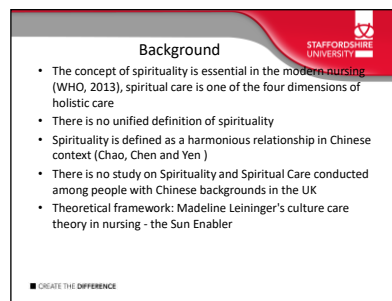 STAFFORDSHIRE
UNIVERSITY
Background
• The concept of spirituality is essential in the modern nursing
(WHO, 2013), spiritual care is one of the four dimensions of
holistic care
• There is no unified definition of spirituality
• Spirituality is defined as a harmonious relationship in Chinese
context (Chao, Chen and Yen )
• There is no study on Spirituality and Spiritual Care conducted
among people with Chinese backgrounds in the UK
• Theoretical framework: Madeline Leininger's culture care
theory in nursing - the Sun Enabler
CREATE THE DIFFERENCE